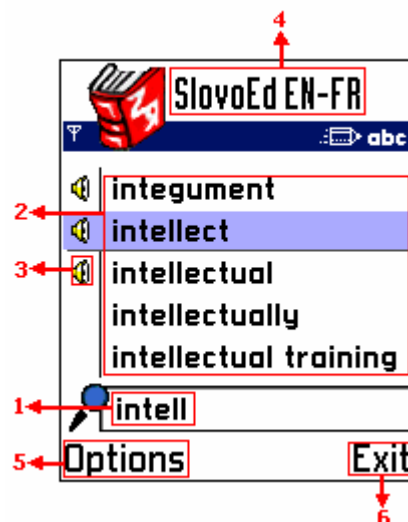 4
SlovoEd EN-FR
abc
integument
2
intellect
3
intellectual
intellectually
intellectual training
1
intell
5
Options Exit
6